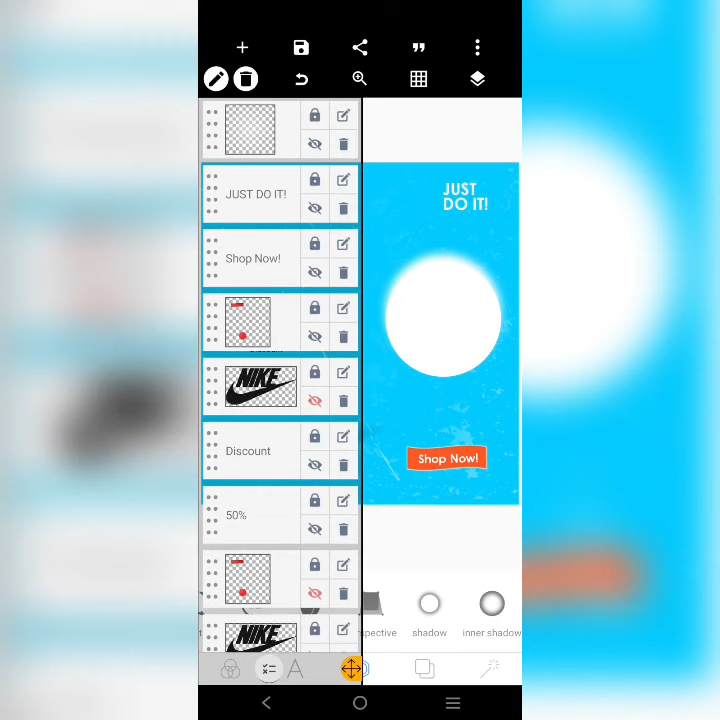 JUST DO IT!
Shop Now!
NIKE
Discount
50%
NIKE
JUST
DO IT!
Shop Now!
spective
shadow
inner shadow